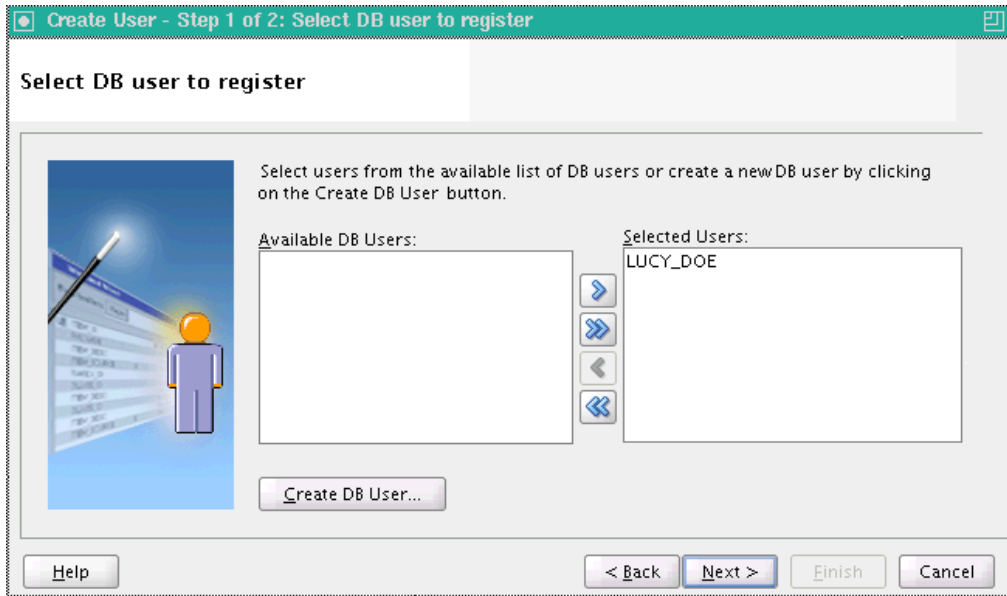 Create User - Step 1 of 2: Select DB user to register
Select DB user to register
Select users from the available list of DB users or create a new DB user by clicking
on the Create DB User button.
Available DB Users:
Selected Users:
LUCY_DOE
Create DB User...
Help
< Back
Next >
Finish
Cancel